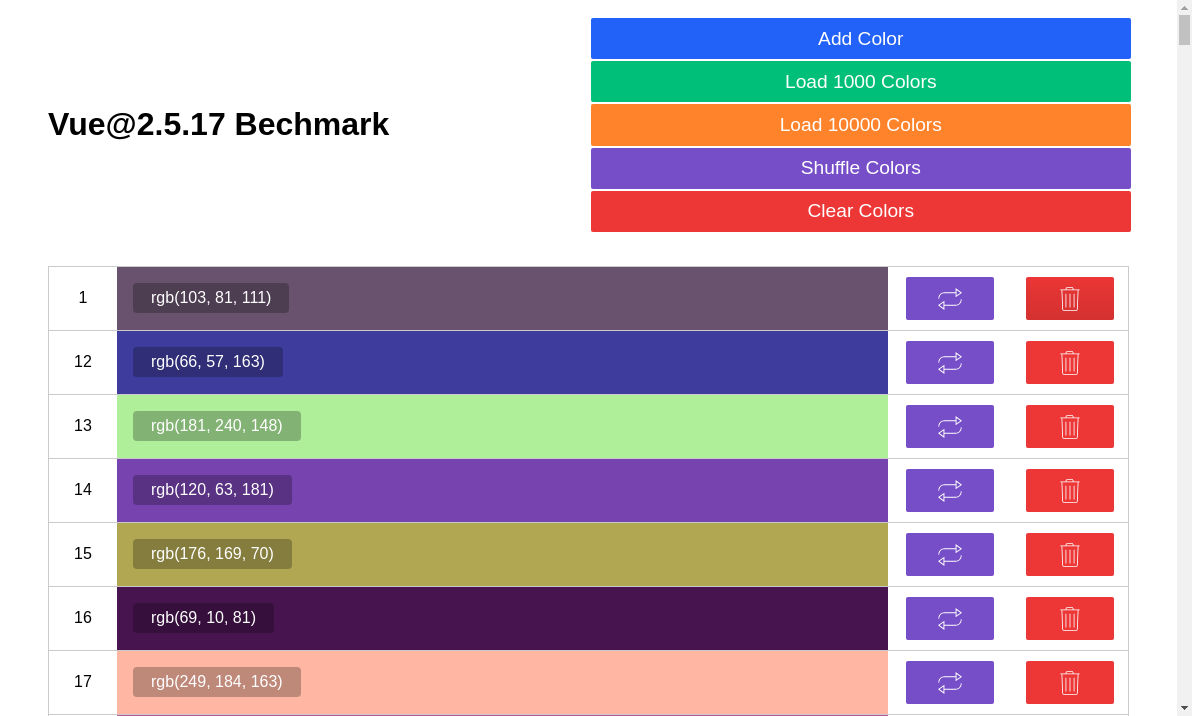 Add Color
Load 1000 Colors
Vue@2.5.17 Bechmark
Load 10000 Colors
Shuffle Colors
Clear Colors
1 rgb(103, 81, 111)
12 rgb(66, 57, 163)
13 rgb(181, 240, 148)
14 rgb(120, 63, 181)
15 rgb(176, 169, 70)
16 rgb(69, 10, 81)
17 rgb(249, 184, 163)